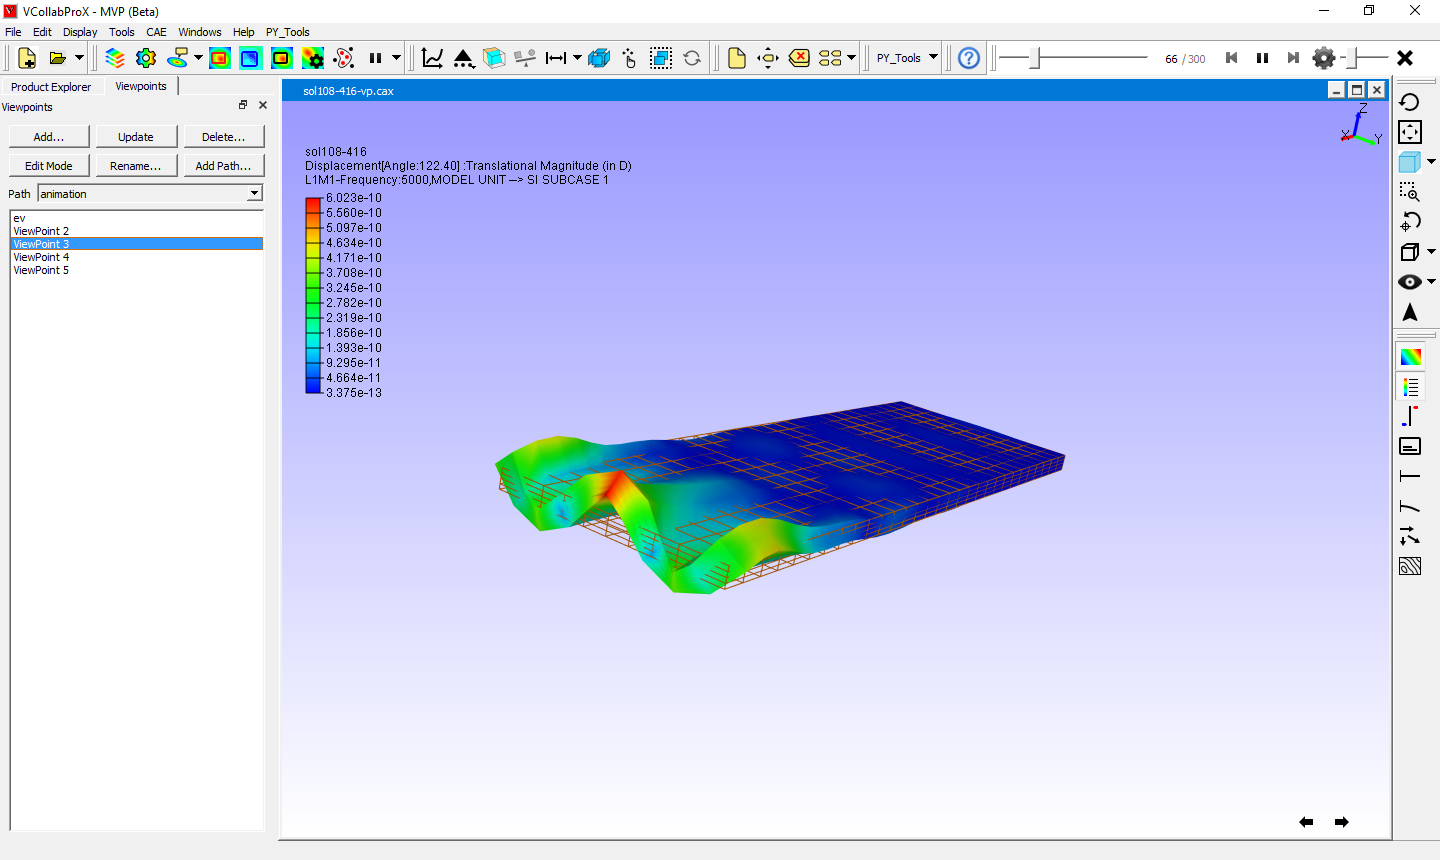 VCollabProX - MVP (Beta)
File Edit Display Tools CAE Windows Help PY_Tools
PY_Tools
66 / 300
Product Explorer Viewpoints
Viewpoints
Add... Update Delete...
Edit Mode Rename... Add Path...
Path animation
ev
ViewPoint 2
ViewPoint 3
ViewPoint 4
ViewPoint 5
sol108-416-vp.cax
Z
X Y
sol108-416
Displacement[Angle:122.40] :Translational Magnitude (in D)
L1M1-Frequency:5000,MODEL UNIT --> SI SUBCASE 1
6.023e-10
5.560e-10
5.097e-10
4.634e-10
4.171e-10
3.708e-10
3.245e-10
2.782e-10
2.319e-10
1.856e-10
1.393e-10
9.295e-11
4.664e-11
3.375e-13